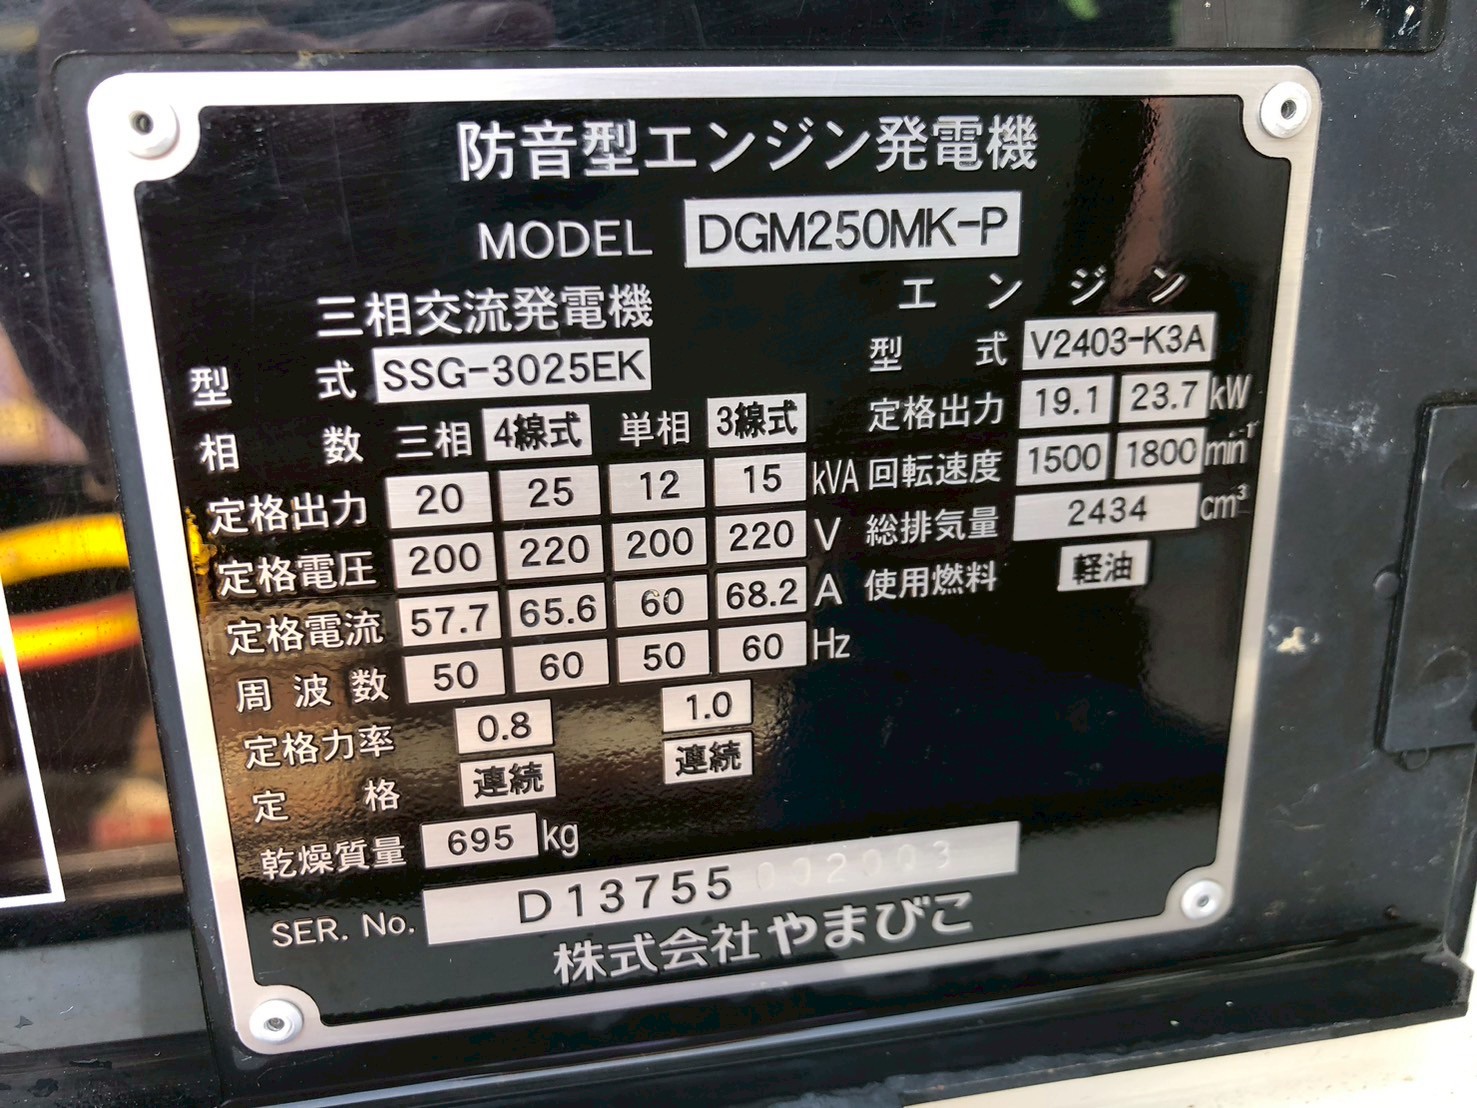 防音型エンジン発電機
MODEL DGM250MK-P
三相交流発電機
型 式 SSG-3025EK
相 数 三相 4線式 単相 3線式
定格出力 20 25 12 15 kVA
定格電圧 200 220 200 220 V
定格電流 57.7 65.6 60 68.2 A
周波数 50 60 50 60 Hz
定格力率 0.8 1.0
定 格 連続 連続
乾燥質量 695 kg
エンジン
型 式 V2403-K3A
定格出力 19.1 23.7 kW
回転速度 1500 1800 min⁻¹
総排気量 2434 cm³
使用燃料 軽油
SER. No. D13755 002003
株式会社やまびこ